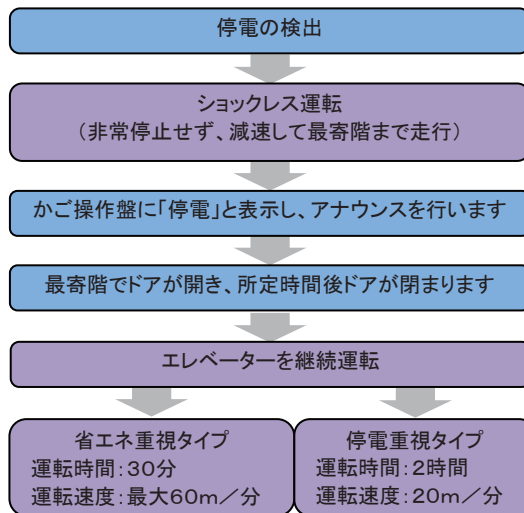 停電の検出
ショックレス運転
(非常停止せず、減速して最寄階まで走行)
かご操作盤に「停電」と表示し、アナウンスを行います
最寄階でドアが開き、所定時間後ドアが閉まります
エレベーターを継続運転
省エネ重視タイプ
運転時間:30分
運転速度:最大60m/分
停電重視タイプ
運転時間:2時間
運転速度:20m/分